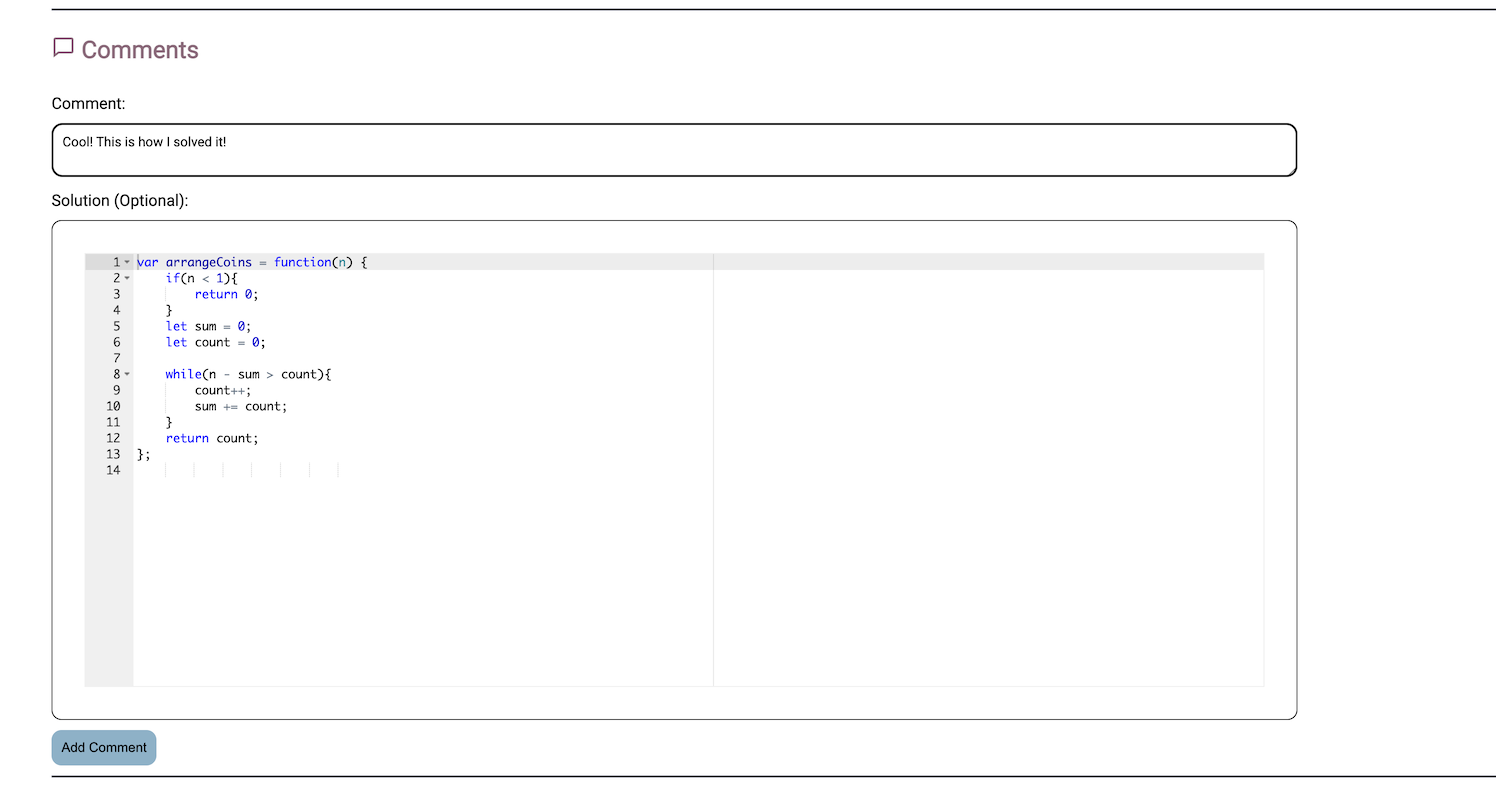 Comments
Comment:
Cool! This is how I solved it!
Solution (Optional):
1 var arrangeCoins = function(n) {
2     if(n < 1){
3         return 0;
4     }
5     let sum = 0;
6     let count = 0;
7
8     while(n - sum > count){
9         count++;
10         sum += count;
11     }
12     return count;
13 };
14
Add Comment